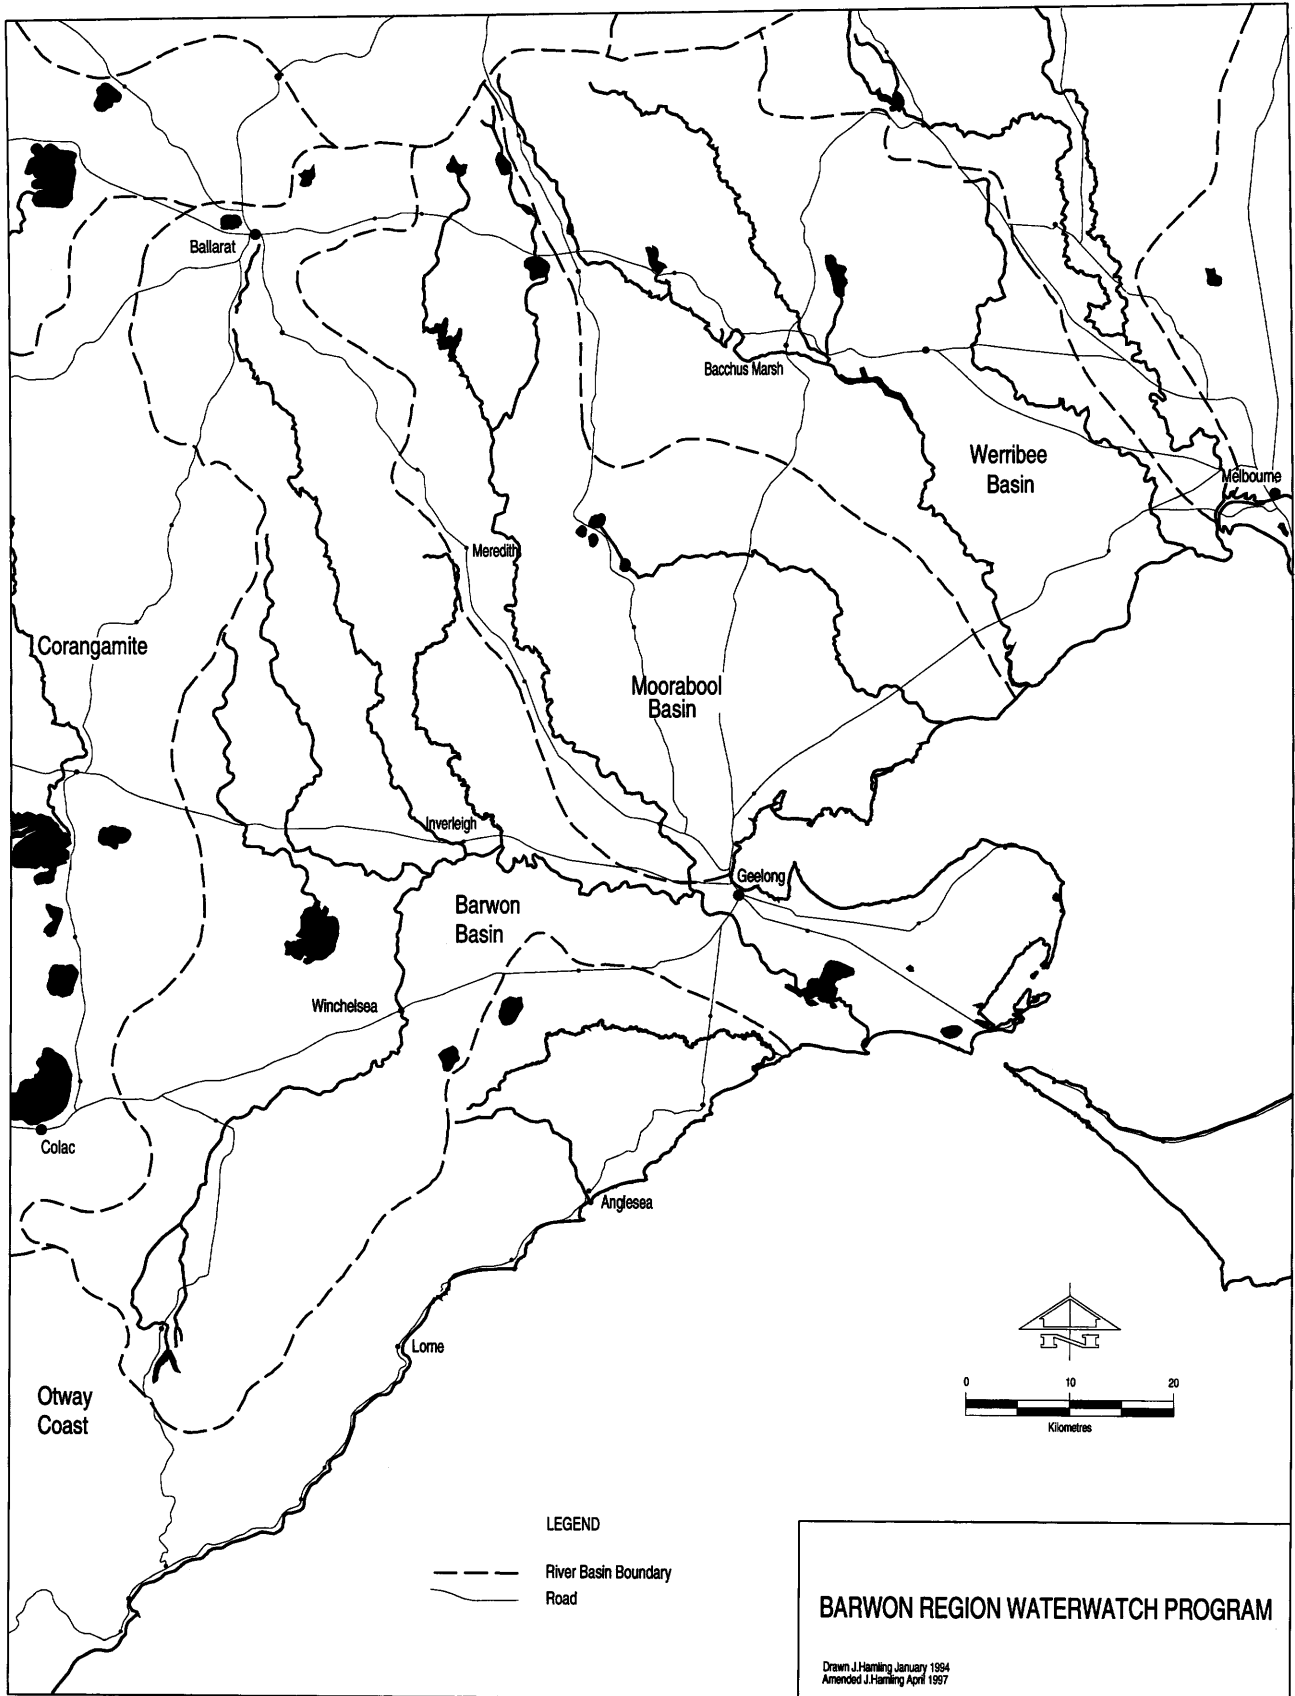 Ballarat
Bacchus Marsh
Werribee
Basin
Melbourne
Meredith
Corangamite
Moorabool
Basin
Inverleigh
Geelong
Barwon
Basin
Winchelsea
Colac
Anglesea
Lorne
Otway
Coast
N
0 10 20
Kilometres
LEGEND
River Basin Boundary
Road
BARWON REGION WATERWATCH PROGRAM
Drawn J.Hamling January 1994
Amended J.Hamling April 1997